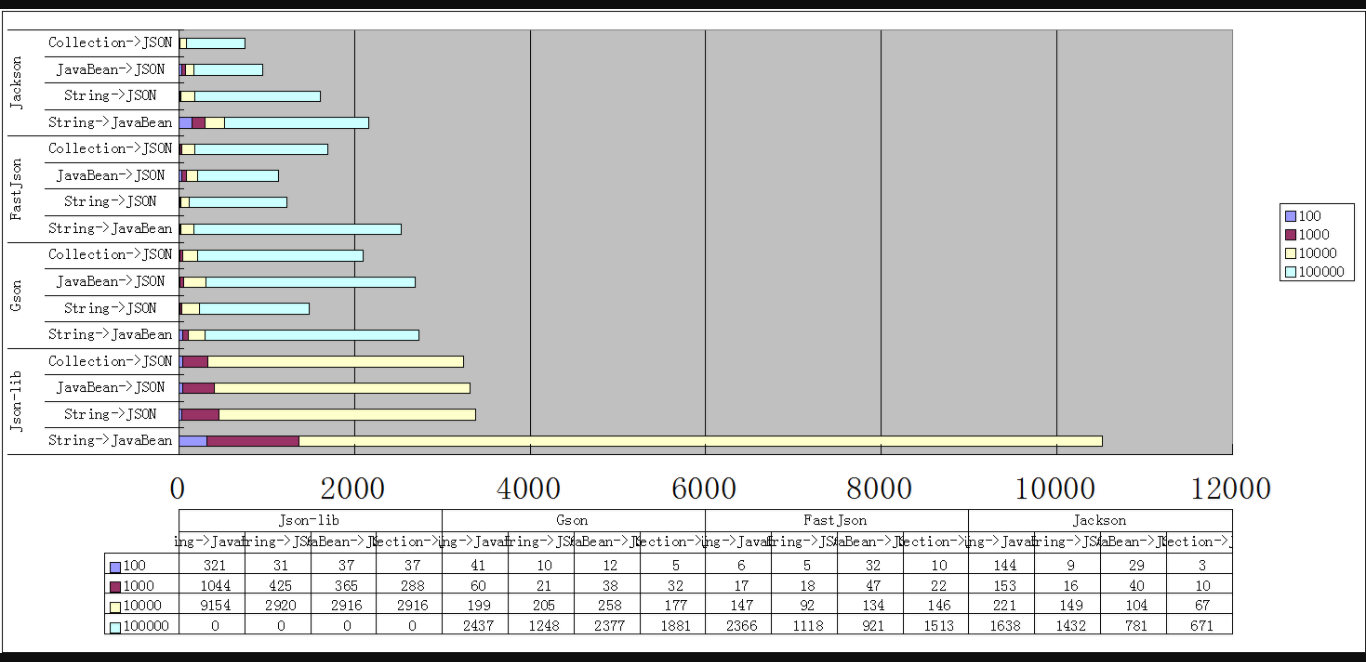 Jackson
Collection->JSON
JavaBean->JSON
String->JSON
String->JavaBean
FastJson
Collection->JSON
JavaBean->JSON
String->JSON
String->JavaBean
Gson
Collection->JSON
JavaBean->JSON
String->JSON
String->JavaBean
Json-lib
Collection->JSON
JavaBean->JSON
String->JSON
String->JavaBean
100
1000
10000
100000
0 2000 4000 6000 8000 10000 12000
Json-lib Gson FastJson Jackson
100 321 31 37 37 41 10 12 5 6 5 32 10 144 9 29 3
1000 1044 425 365 288 60 21 38 32 17 18 47 22 153 16 40 10
10000 9154 2920 2916 2916 199 205 258 177 147 92 134 146 221 149 104 67
100000 0 0 0 0 2437 1248 2377 1881 2366 1118 921 1513 1638 1432 781 671